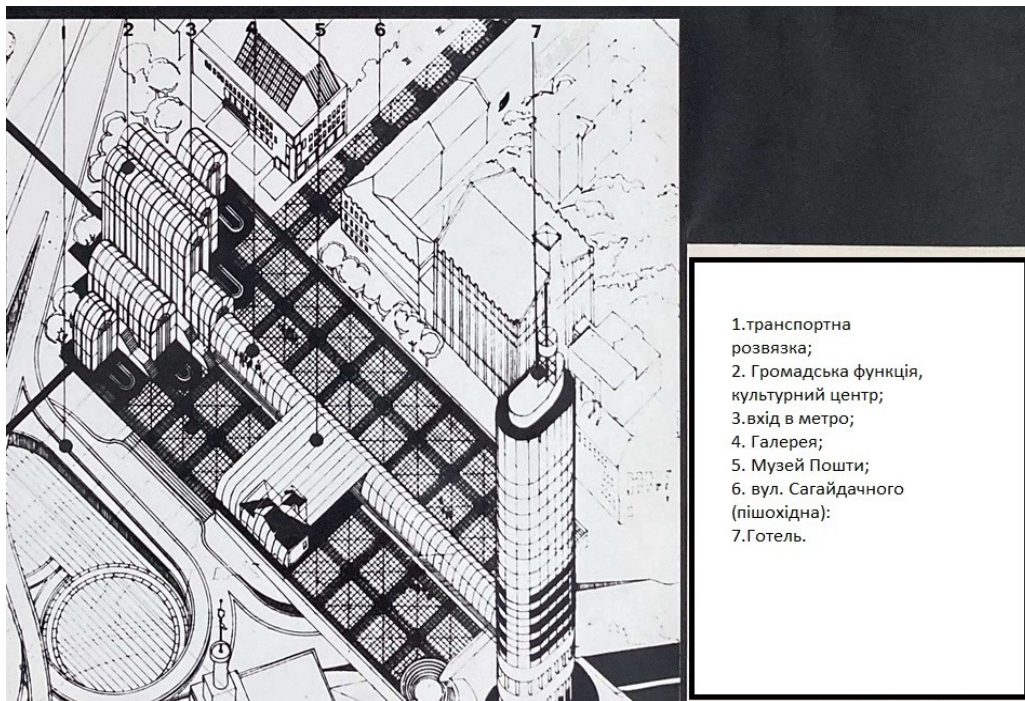 1 2 3 4 5 6 7
1.транспортна
розвязка;
2. Громадська функція,
культурний центр;
3.вхід в метро;
4. Галерея;
5. Музей Пошти;
6. вул. Сагайдачного
(пішохідна):
7.Готель.